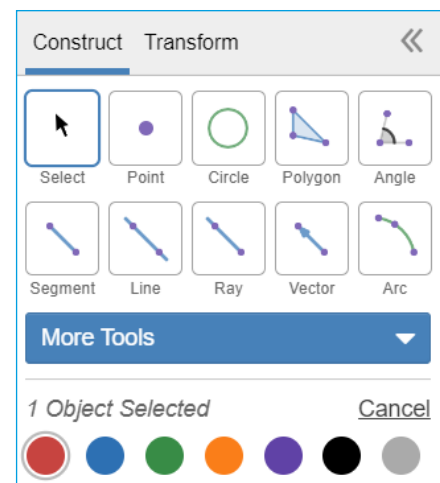 Construct Transform
Select Point Circle Polygon Angle
Segment Line Ray Vector Arc
More Tools
1 Object Selected Cancel